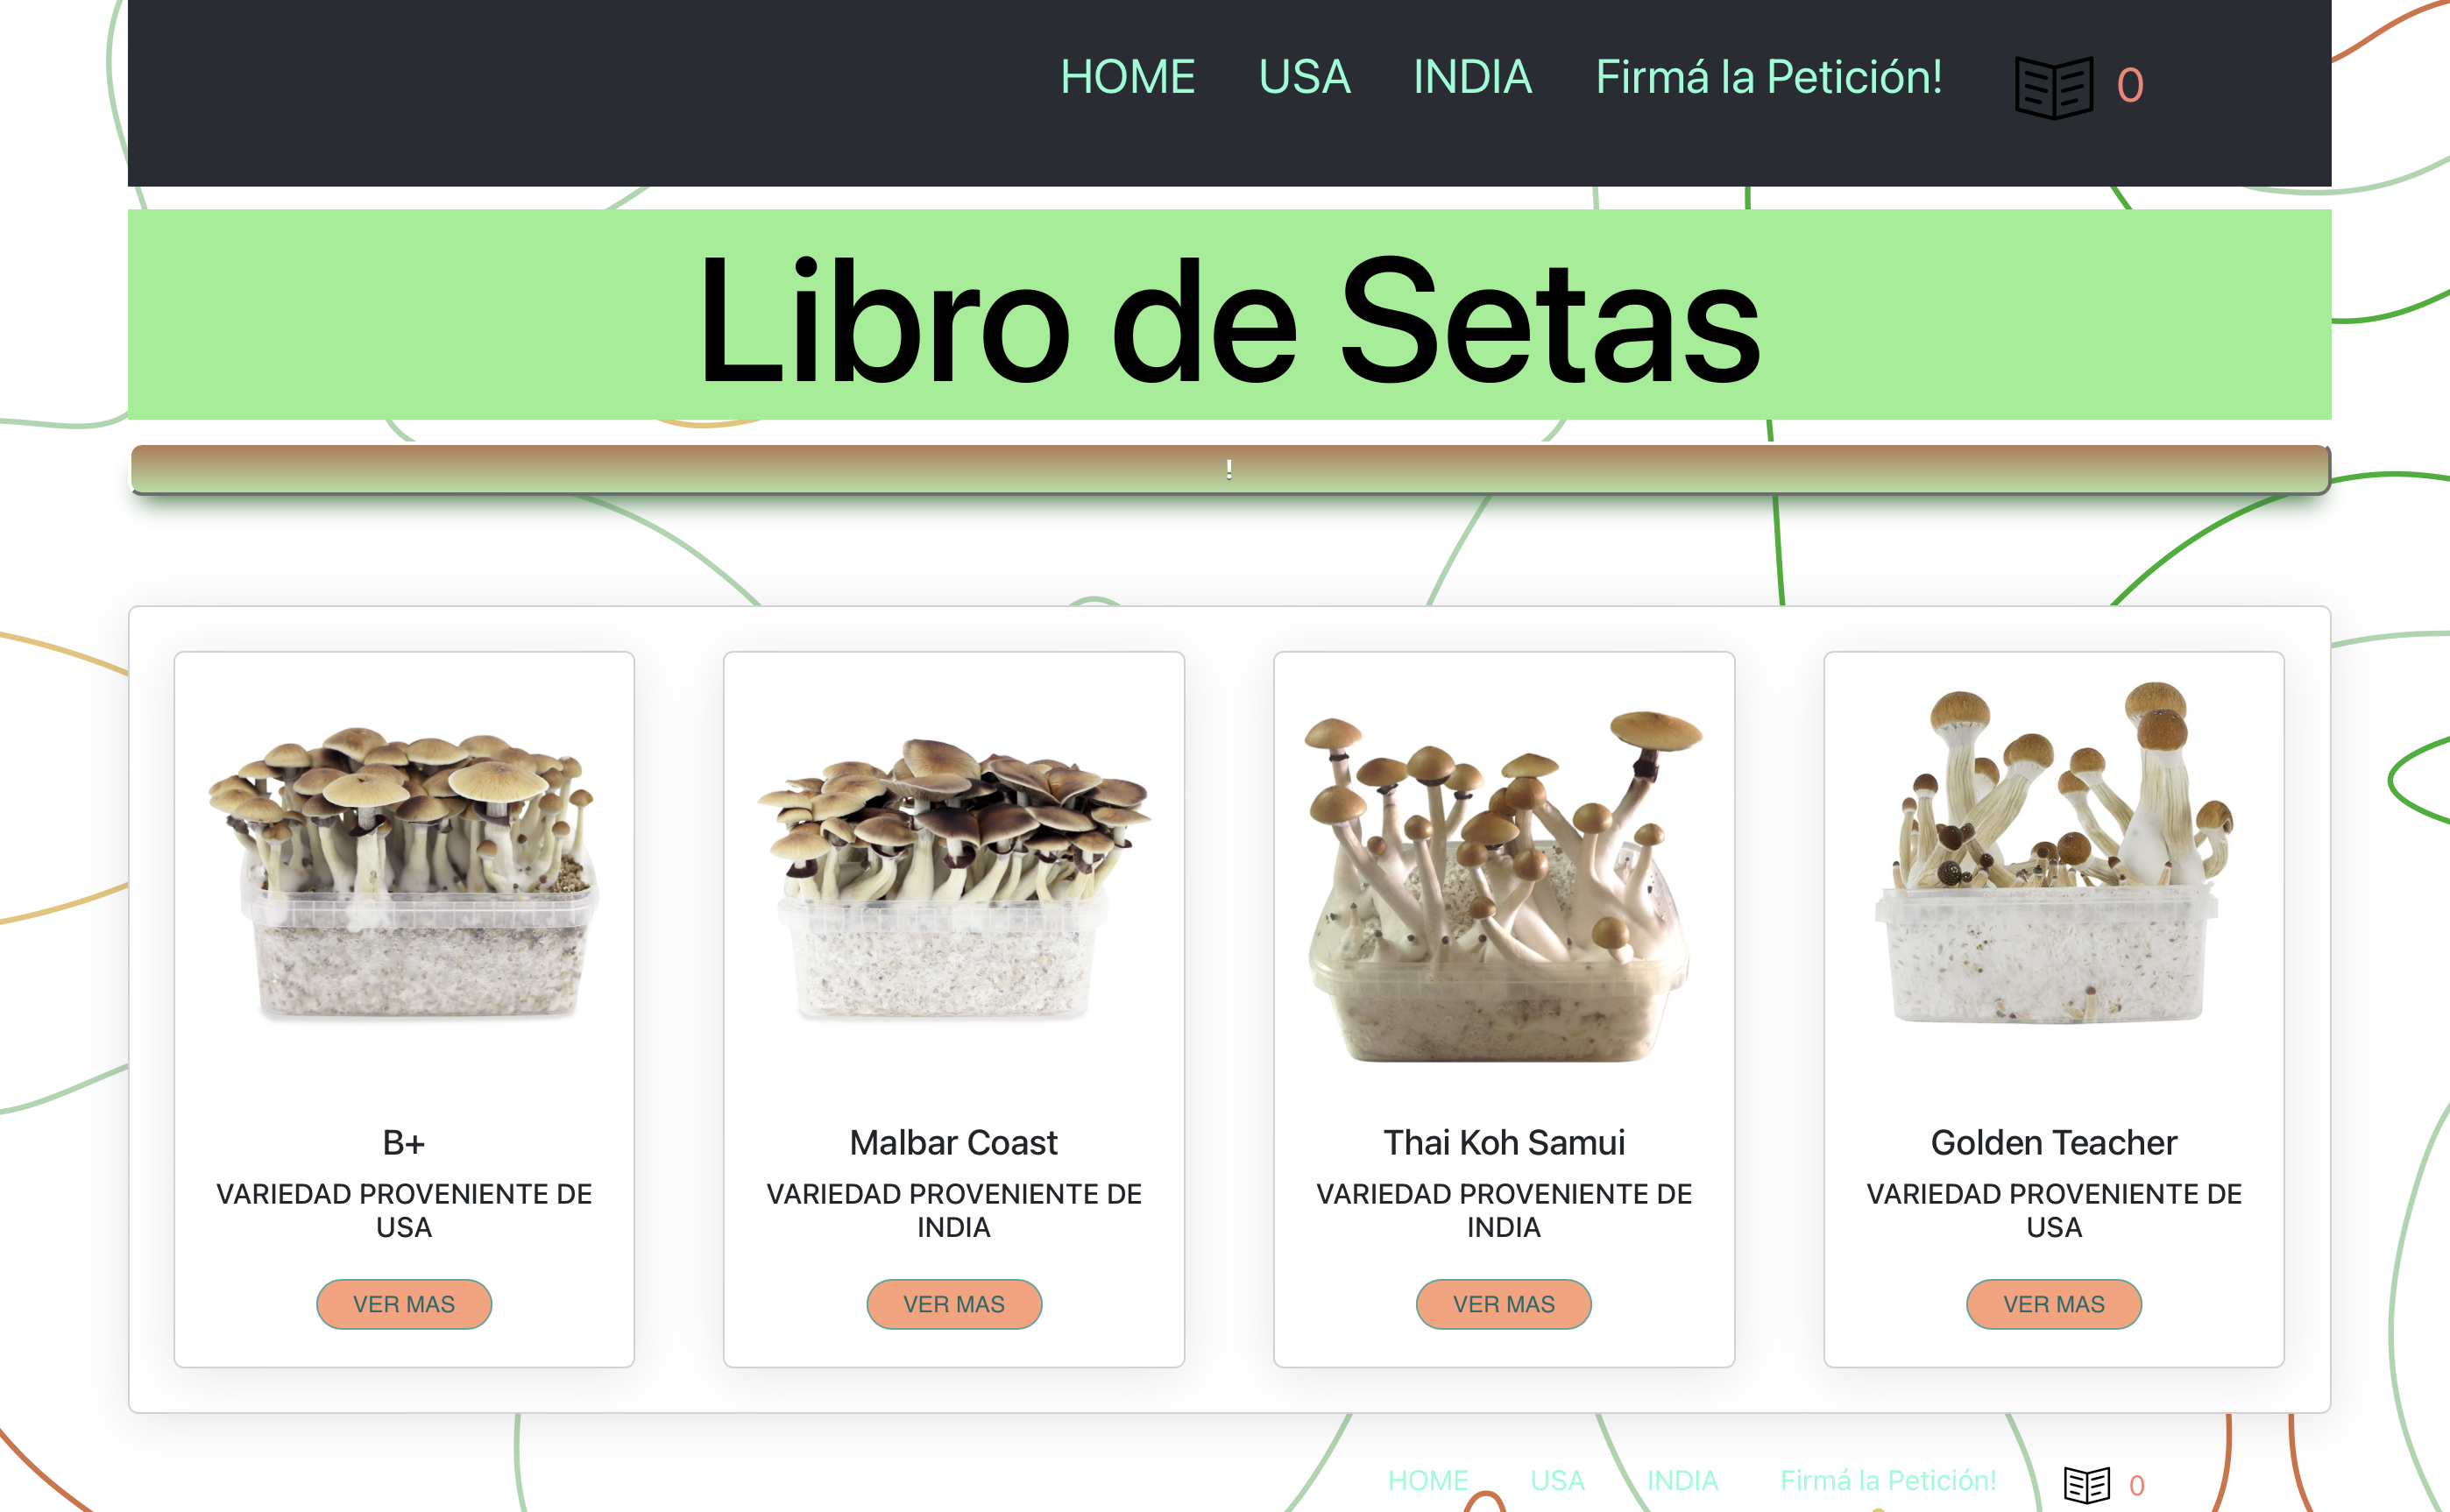 HOME USA INDIA Firmá la Petición! 0
Libro de Setas
!
B+
VARIEDAD PROVENIENTE DE
USA
VER MAS
Malbar Coast
VARIEDAD PROVENIENTE DE
INDIA
VER MAS
Thai Koh Samui
VARIEDAD PROVENIENTE DE
INDIA
VER MAS
Golden Teacher
VARIEDAD PROVENIENTE DE
USA
VER MAS
HOME USA INDIA Firmá la Petición! 0